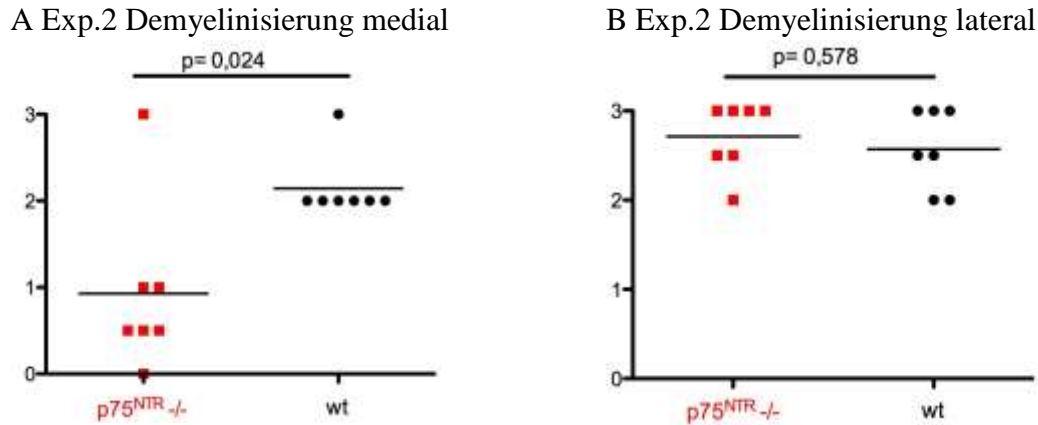 A Exp.2 Demyelinisierung medial
p= 0,024
3
2
1
0
p75NTR -/-
wt
B Exp.2 Demyelinisierung lateral
p= 0,578
3
2
1
0
p75NTR -/-
wt